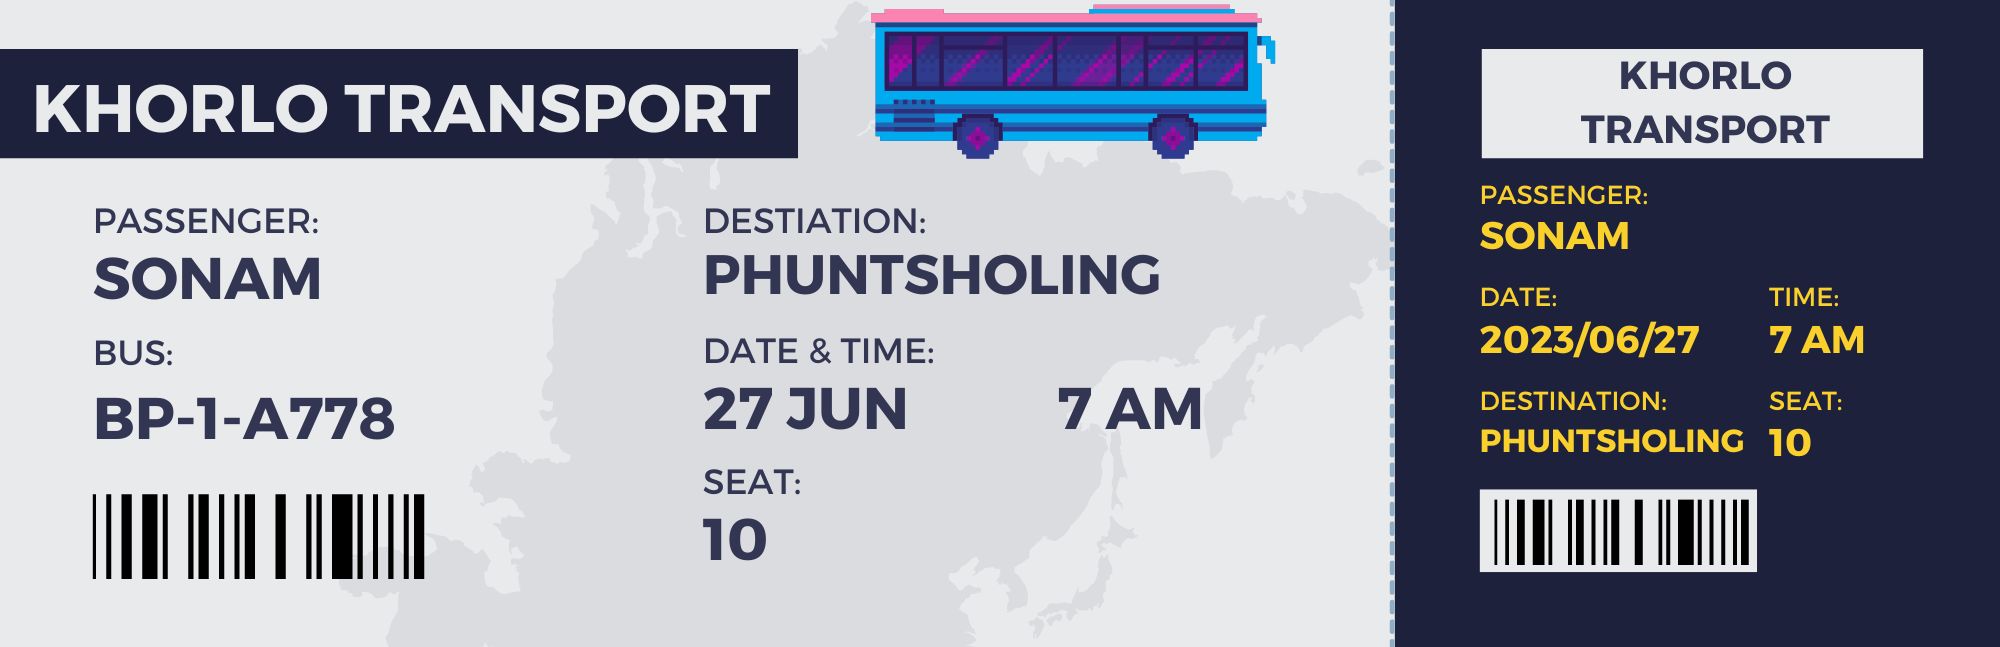 KHORLO TRANSPORT
PASSENGER:
SONAM
BUS:
BP-1-A778
DESTIATION:
PHUNTSHOLING
DATE & TIME:
27 JUN 7 AM
SEAT:
10
KHORLO
TRANSPORT
PASSENGER:
SONAM
DATE: TIME:
2023/06/27 7 AM
DESTINATION: SEAT:
PHUNTSHOLING 10